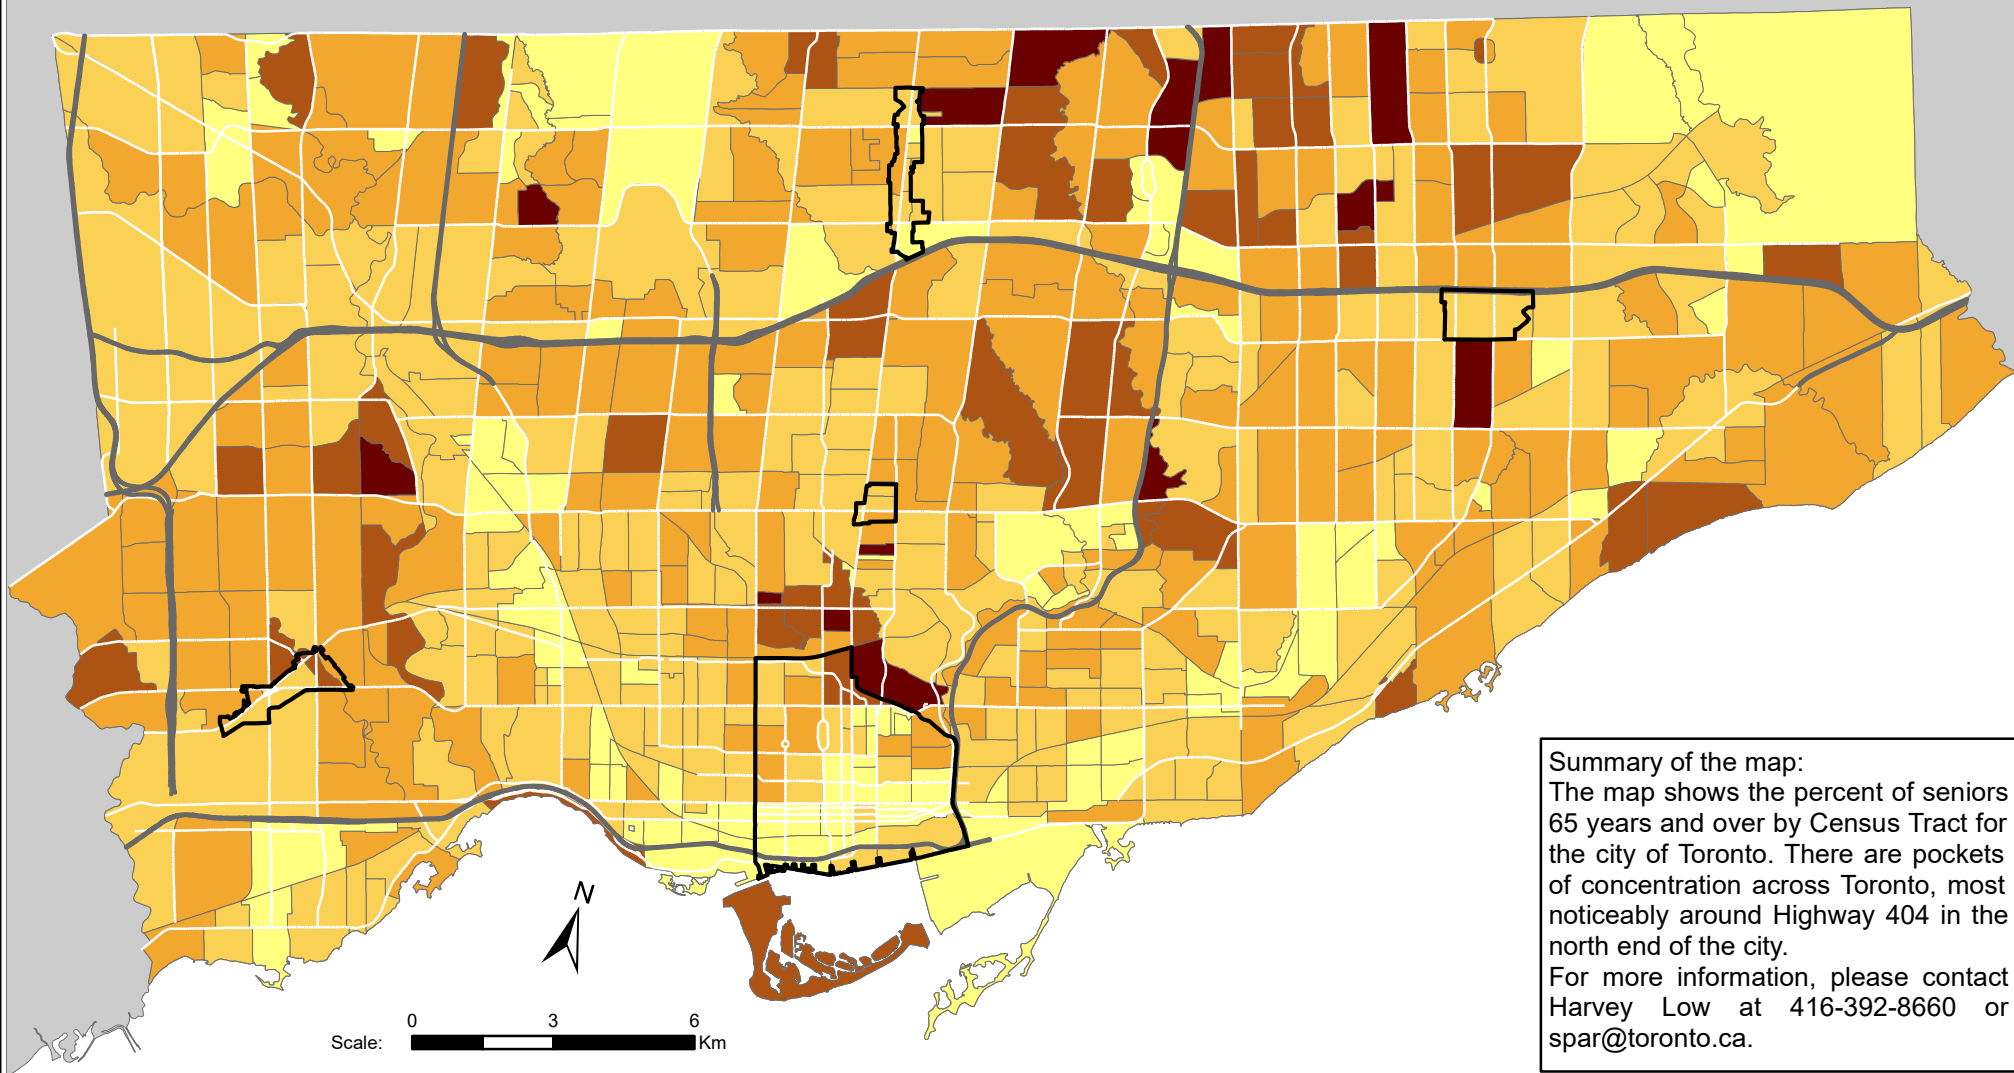 N
0 3 6
Scale: Km
Summary of the map:
The map shows the percent of seniors
65 years and over by Census Tract for
the city of Toronto. There are pockets
of concentration across Toronto, most
noticeably around Highway 404 in the
north end of the city.
For more information, please contact
Harvey Low at 416-392-8660 or
spar@toronto.ca.